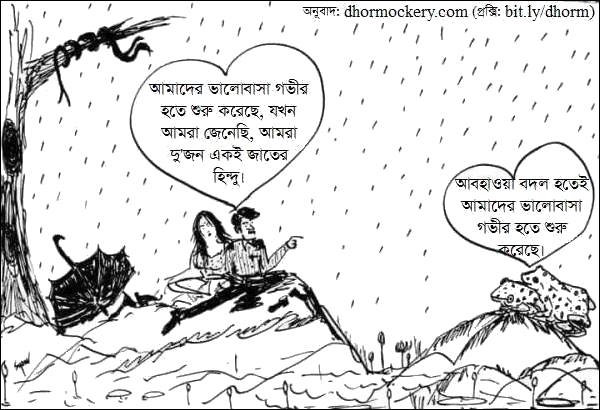 অনুবাদ: dhormockery.com (প্রক্সি: bit.ly/dhorm)
আমাদের ভালোবাসা গভীর
হতে শুরু করেছে, যখন
আমরা জেনেছি, আমরা
দু'জন একই জাতের
হিন্দু।
আবহাওয়া বদল হতেই
আমাদের ভালোবাসা
গভীর হতে শুরু
করেছে।